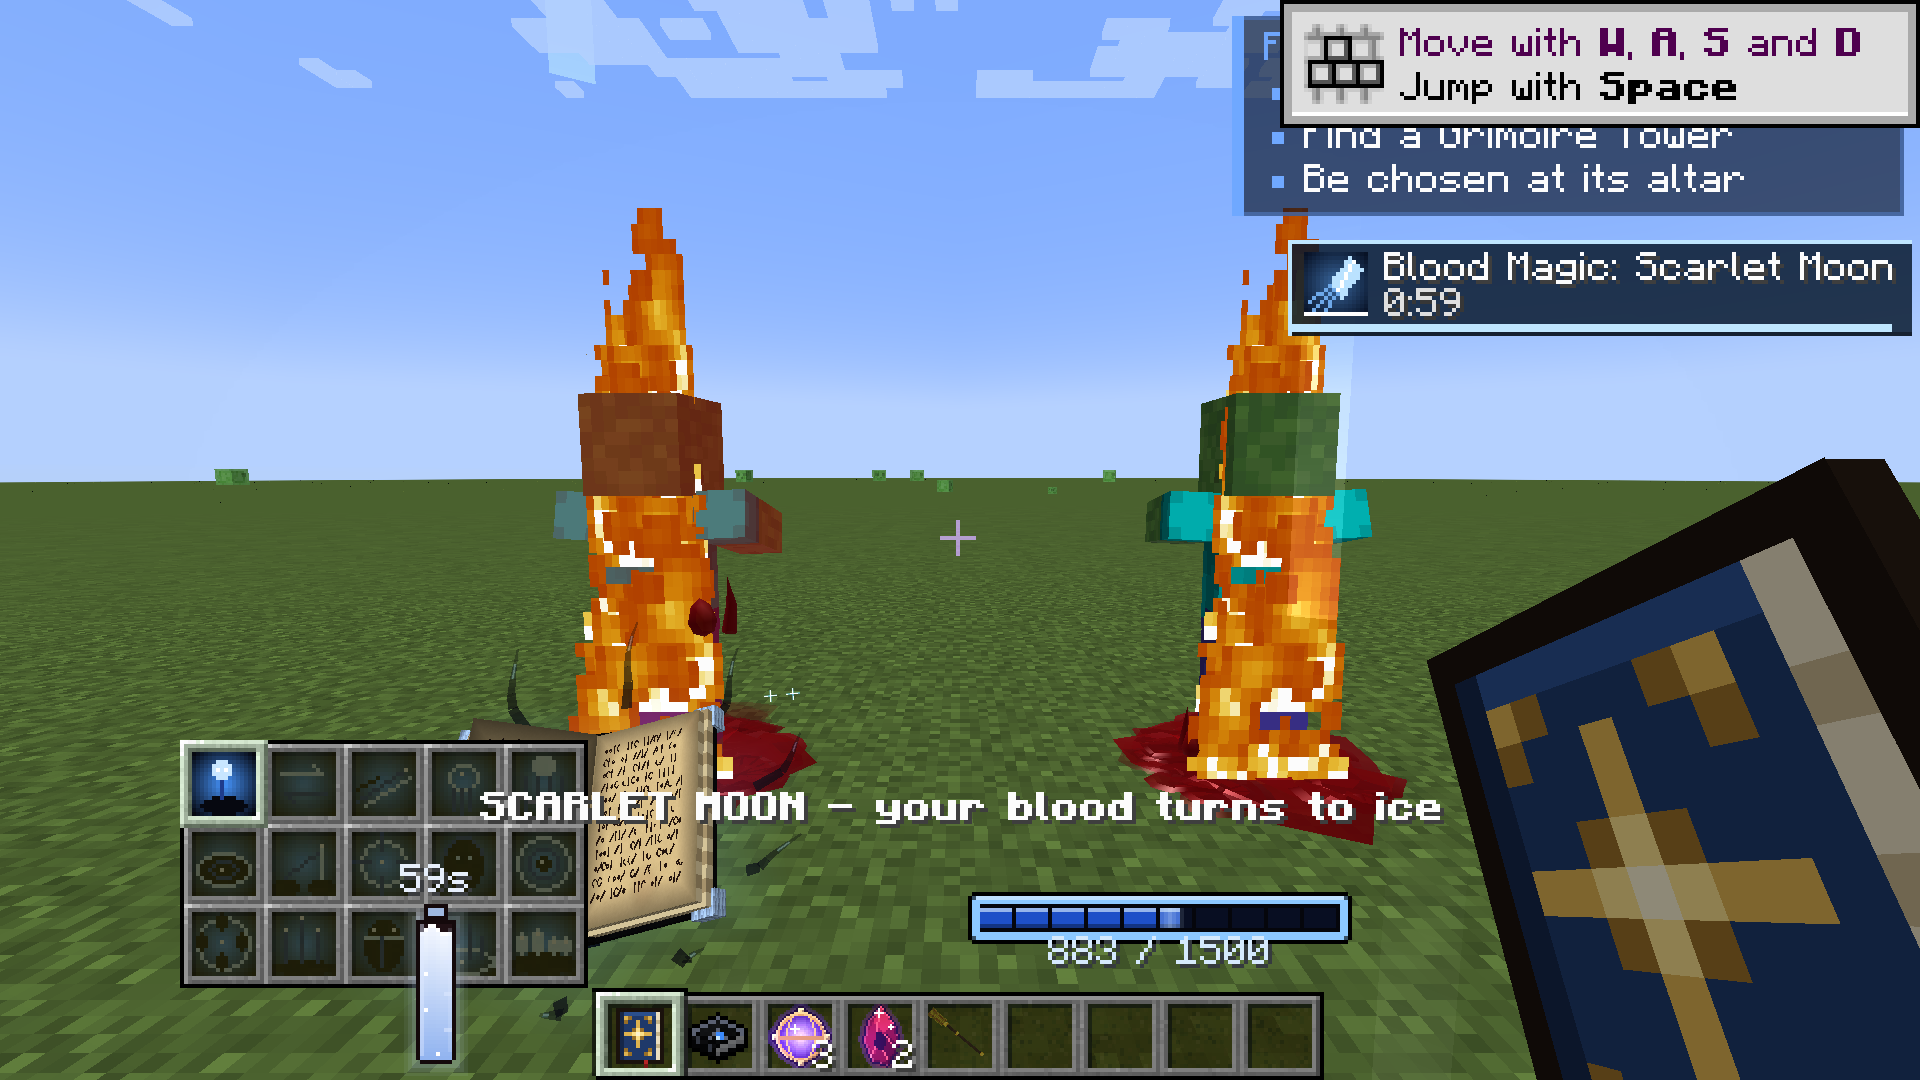 Move with W, A, S and D
Jump with Space
Find a Grimoire Tower
Be chosen at its altar
Blood Magic: Scarlet Moon
0:59
SCARLET MOON - your blood turns to ice
59s
883 / 1500
3
2